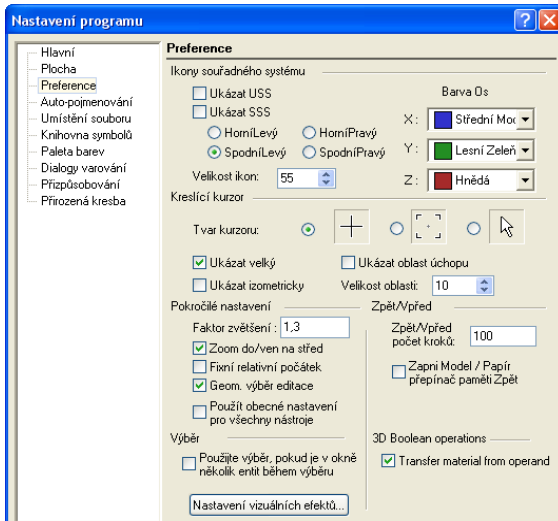 Nastavení programu
Hlavní
Plocha
Preference
Auto-pojmenování
Umístění souboru
Knihovna symbolů
Paleta barev
Dialogy varování
Přizpůsobování
Přirozená kresba
Preference
Ikony souřadného systému
Ukázat USS
Ukázat SSS
HorníLevý
HorníPravý
SpodníLevý
SpodníPravý
Velikost ikon: 55
Barva Os
X: Střední Moc
Y: Lesní Zeleň
Z: Hnědá
Kreslící kurzor
Tvar kurzoru:
Ukázat velký
Ukázat oblast úchopu
Ukázat izometricky
Velikost oblasti: 10
Pokročilé nastavení
Faktor zvětšení : 1,3
Zoom do/ven na střed
Fixní relativní počátek
Geom. výběr editace
Použít obecné nastavení
pro všechny nástroje
Zpět/Vpřed
Zpět/Vpřed
počet kroků: 100
Zapni Model / Papír
přepínač paměti Zpět
Výběr
Použijte výběr, pokud je v okně
několik entit během výběru
Nastavení vizuálních efektů...
3D Boolean operations
Transfer material from operand